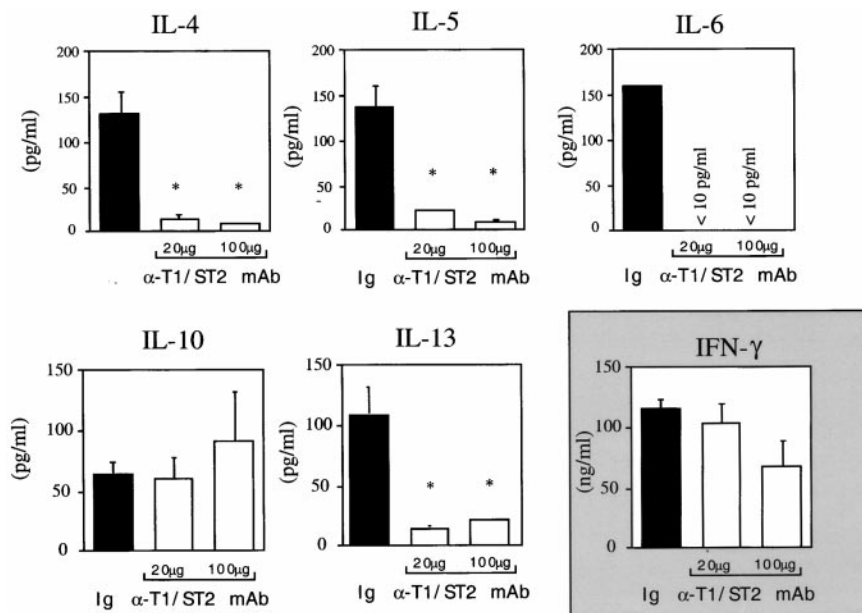 IL-4
200
150
100
50
0
(pg/ml)
*
*
20µg
100µg
α-T1/ ST2 mAb
IL-5
200
150
100
50
0
(pg/ml)
*
*
20µg
100µg
Ig α-T1/ ST2 mAb
IL-6
200
150
100
50
0
(pg/ml)
< 10 pg/ml
< 10 pg/ml
20µg
100µg
Ig α-T1/ ST2 mAb
IL-10
150
100
50
0
(pg/ml)
20µg
100µg
Ig α-T1/ ST2 mAb
IL-13
150
100
50
0
(pg/ml)
*
*
20µg
100µg
Ig α-T1/ ST2 mAb
IFN-γ
150
100
50
0
(ng/ml)
20µg
100µg
Ig α-T1/ ST2 mAb